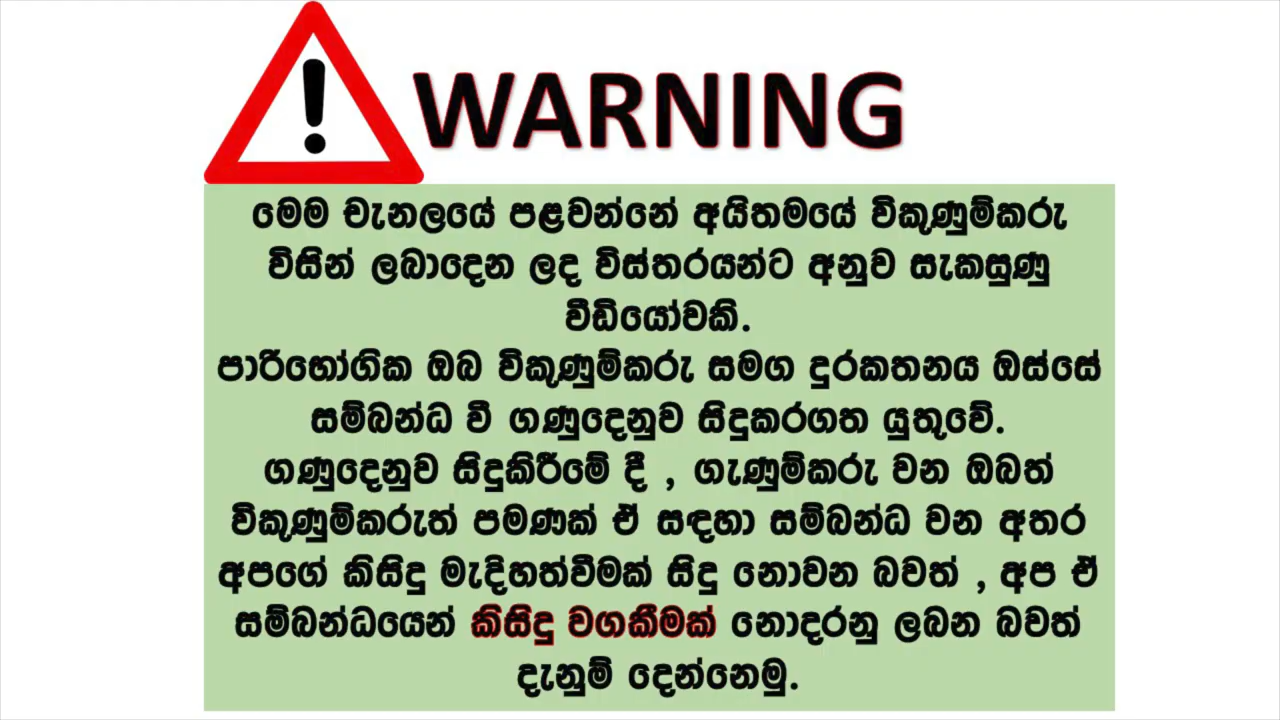 WARNING
මෙම චැනලයේ පළවන්නේ අයිතමයේ විකුණුම්කරු
විසින් ලබාදෙන ලද විස්තරයන්ට අනුව සැකසුණු
වීඩියෝවකි.
පාරිභෝගික ඔබ විකුණුම්කරු සමග දුරකතනය ඔස්සේ
සම්බන්ධ වී ගණුදෙනුව සිදුකරගත යුතුවේ.
ගණුදෙනුව සිදුකිරීමේ දී , ගැණුම්කරු වන ඔබත්
විකුණුම්කරුත් පමණක් ඒ සඳහා සම්බන්ධ වන අතර
අපගේ කිසිදු මැදිහත්වීමක් සිදු නොවන බවත් , අප ඒ
සම්බන්ධයෙන් කිසිදු වගකීමක් නොදරනු ලබන බවත්
දැනුම් දෙන්නෙමු.